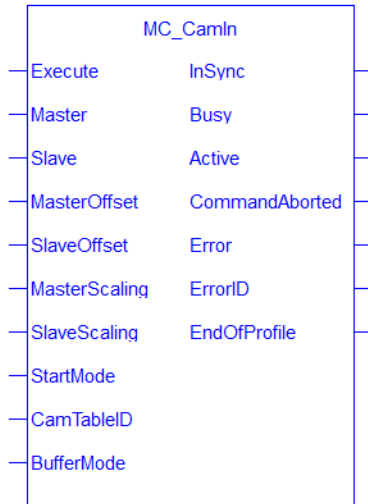 MC_CamIn
Execute InSync
Master Busy
Slave Active
MasterOffset CommandAborted
SlaveOffset Error
MasterScaling ErrorID
SlaveScaling EndOfProfile
StartMode
CamTableID
BufferMode